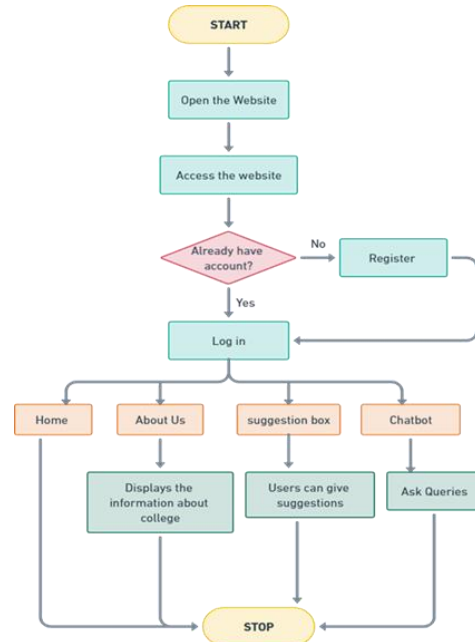 START
Open the Website
Access the website
Already have
account?
No
Register
Yes
Log in
Home
About Us
suggestion box
Chatbot
Displays the
information about
college
Users can give
suggestions
Ask Queries
STOP